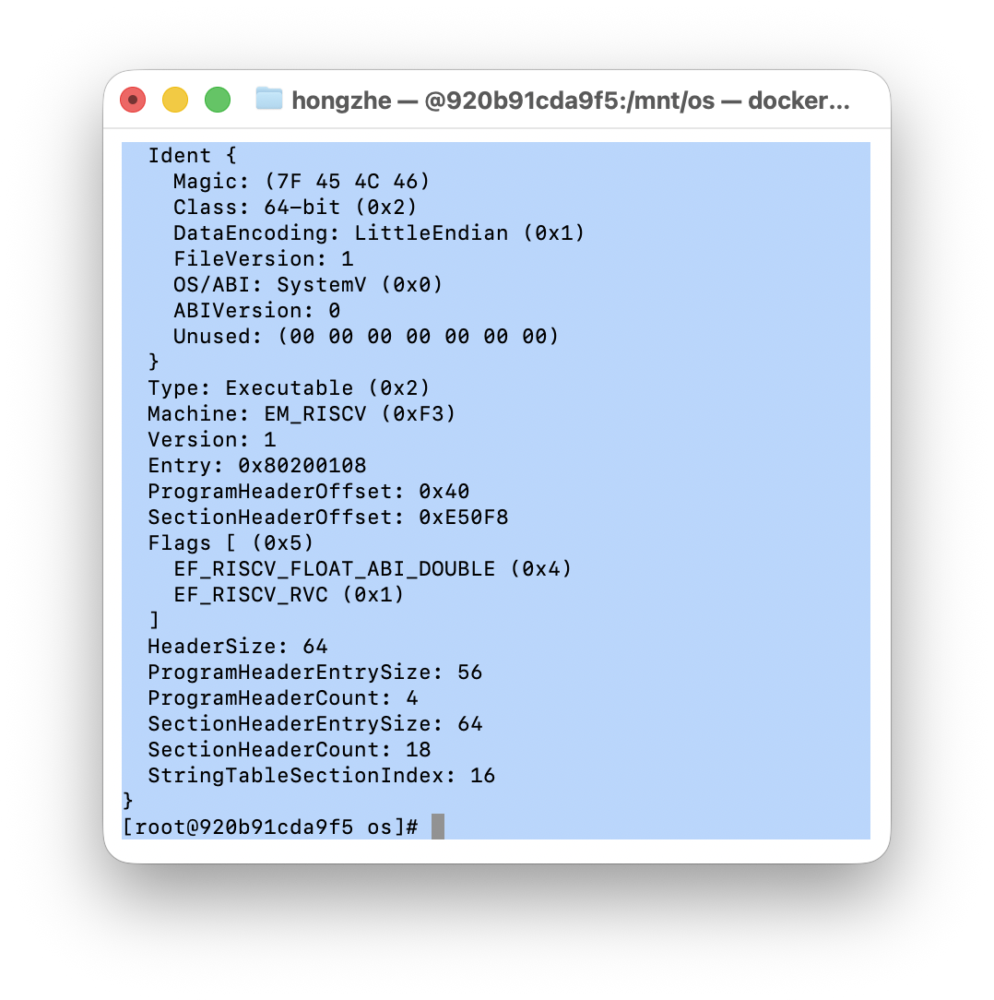 hongzhe — @920b91cda9f5:/mnt/os — docker...
  Ident {
    Magic: (7F 45 4C 46)
    Class: 64-bit (0x2)
    DataEncoding: LittleEndian (0x1)
    FileVersion: 1
    OS/ABI: SystemV (0x0)
    ABIVersion: 0
    Unused: (00 00 00 00 00 00 00)
  }
  Type: Executable (0x2)
  Machine: EM_RISCV (0xF3)
  Version: 1
  Entry: 0x80200108
  ProgramHeaderOffset: 0x40
  SectionHeaderOffset: 0xE50F8
  Flags [ (0x5)
    EF_RISCV_FLOAT_ABI_DOUBLE (0x4)
    EF_RISCV_RVC (0x1)
  ]
  HeaderSize: 64
  ProgramHeaderEntrySize: 56
  ProgramHeaderCount: 4
  SectionHeaderEntrySize: 64
  SectionHeaderCount: 18
  StringTableSectionIndex: 16
}
[root@920b91cda9f5 os]#